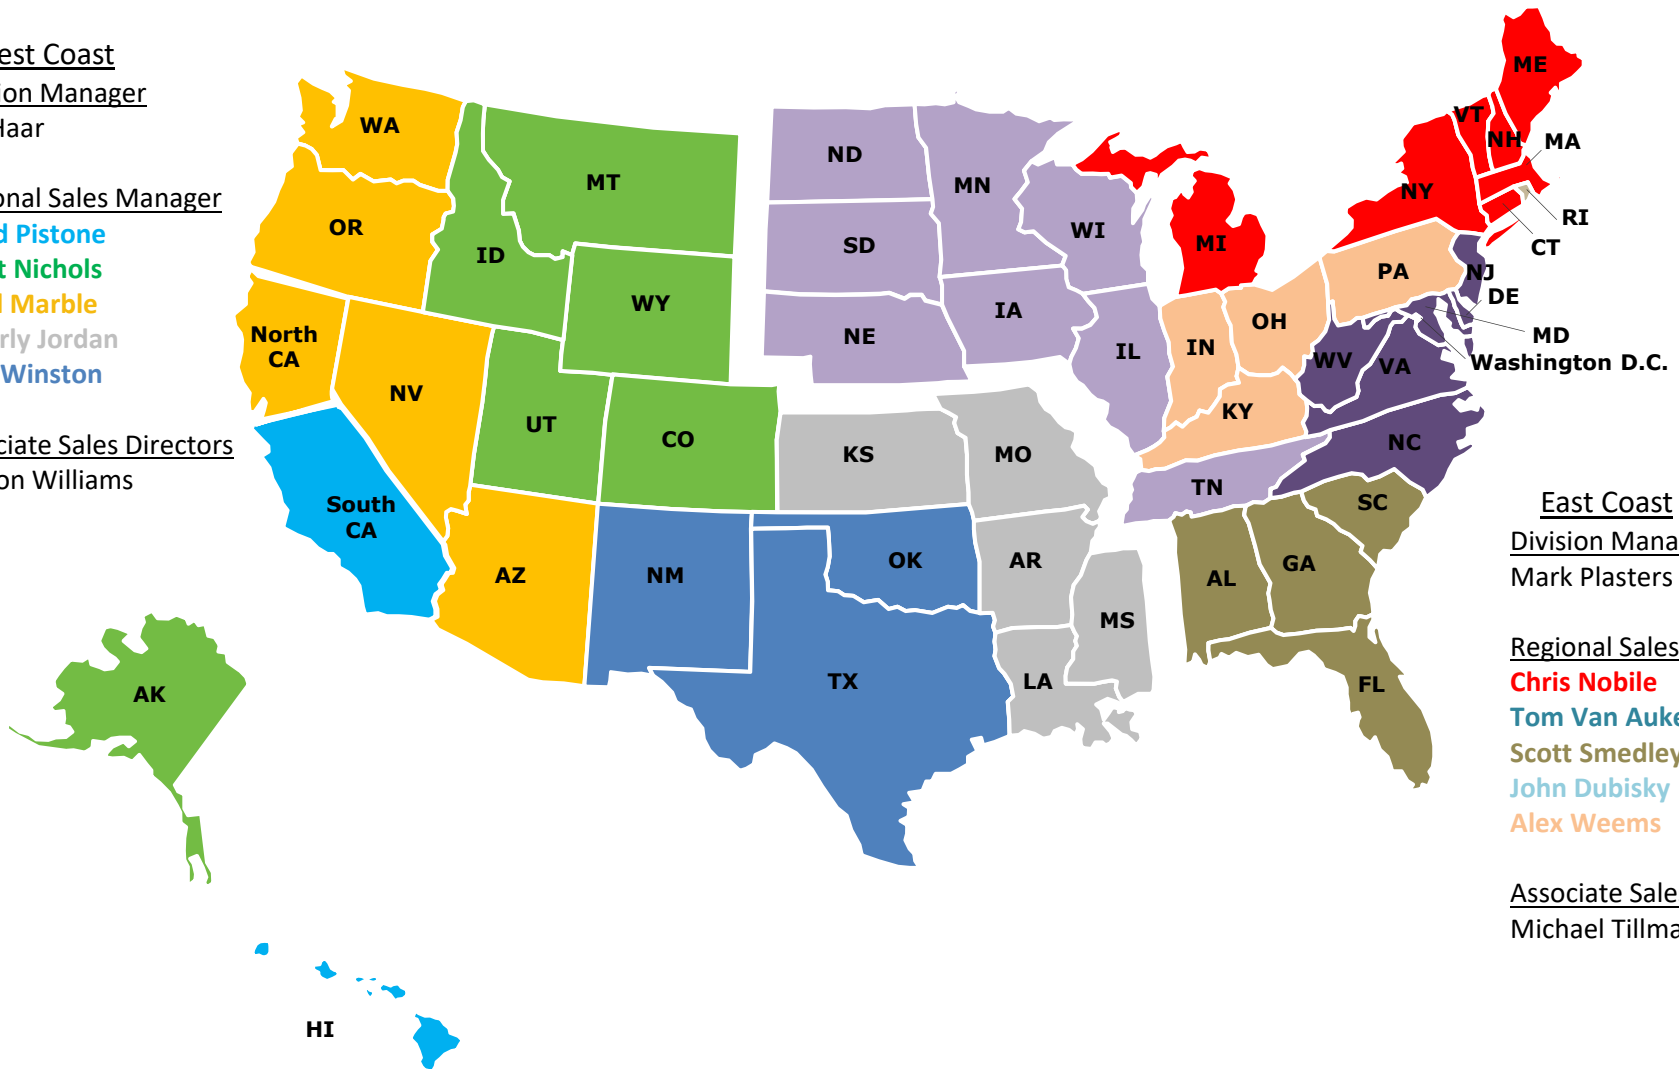 est Coast
ion Manager
Haar
onal Sales Manager
d Pistone
t Nichols
l Marble
rly Jordan
Winston
ciate Sales Directors
on Williams
WA
OR
North
CA
NV
South
CA
AZ
ID
MT
WY
UT
CO
NM
AK
HI
ND
SD
NE
KS
OK
TX
MN
IA
MO
AR
LA
WI
IL
MS
MI
IN
OH
KY
TN
AL
GA
FL
SC
NC
VA
WV
PA
NY
VT
NH
ME
MA
RI
CT
NJ
DE
MD
Washington D.C.
East Coast
Division Mana
Mark Plasters
Regional Sales
Chris Nobile
Tom Van Auke
Scott Smedley
John Dubisky
Alex Weems
Associate Sale
Michael Tillma